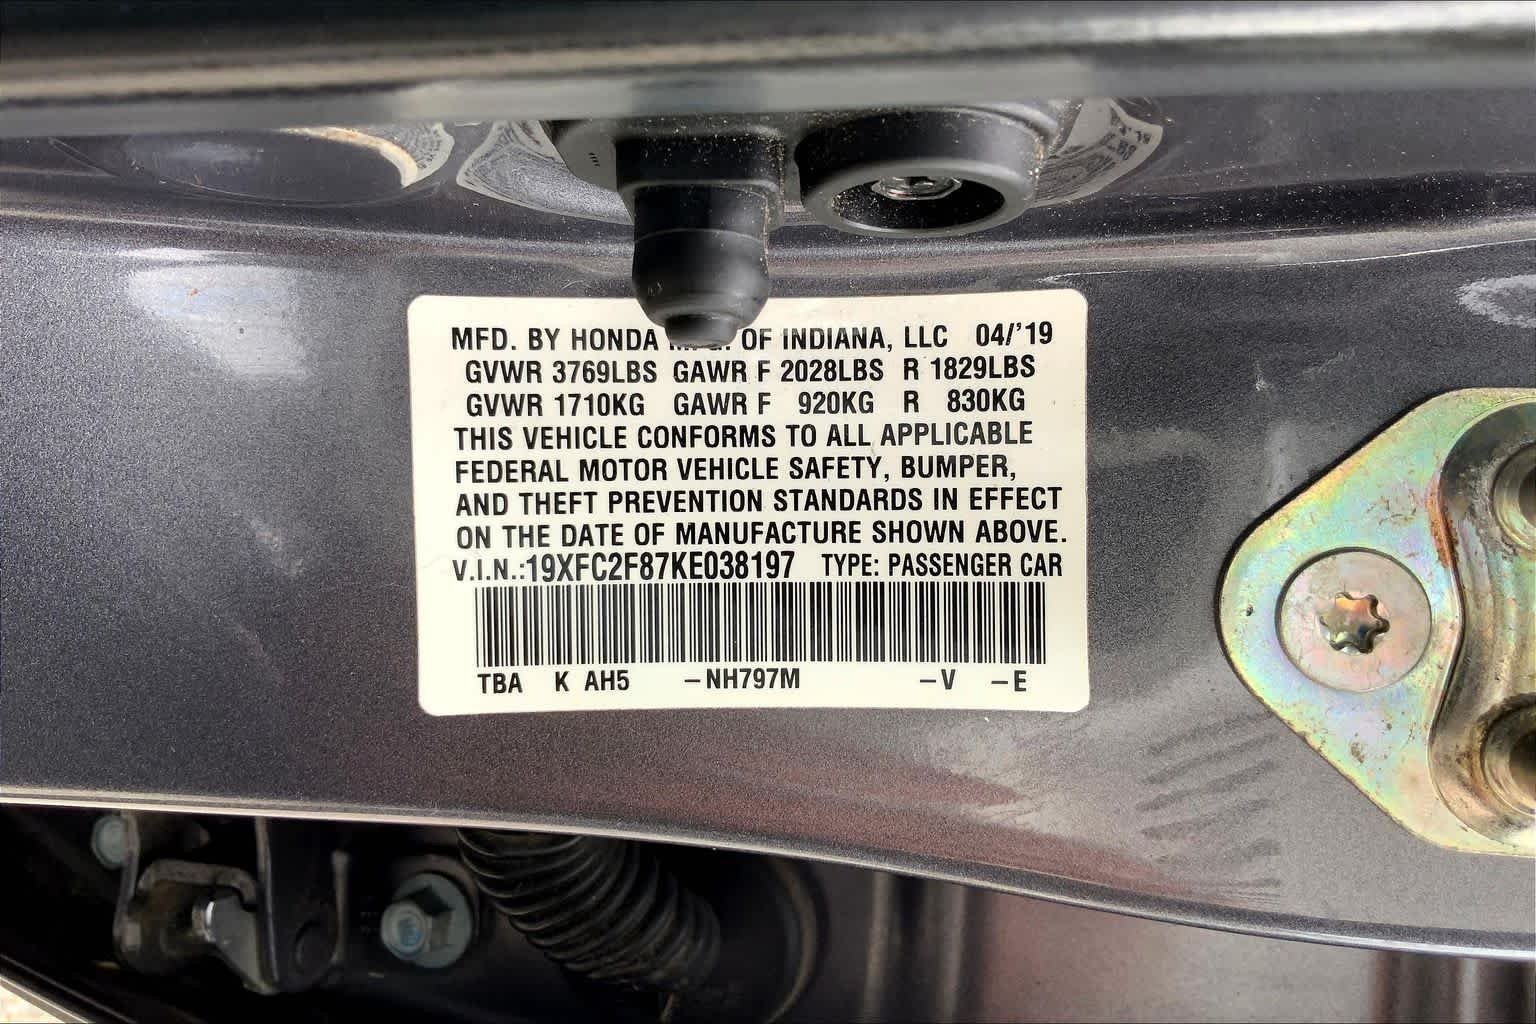 MFD. BY HONDA OF INDIANA, LLC 04/'19
GVWR 3769LBS GAWR F 2028LBS R 1829LBS
GVWR 1710KG GAWR F 920KG R 830KG
THIS VEHICLE CONFORMS TO ALL APPLICABLE
FEDERAL MOTOR VEHICLE SAFETY, BUMPER,
AND THEFT PREVENTION STANDARDS IN EFFECT
ON THE DATE OF MANUFACTURE SHOWN ABOVE.
V.I.N.:19XFC2F87KE038197 TYPE: PASSENGER CAR
TBA K AH5 -NH797M -V -E